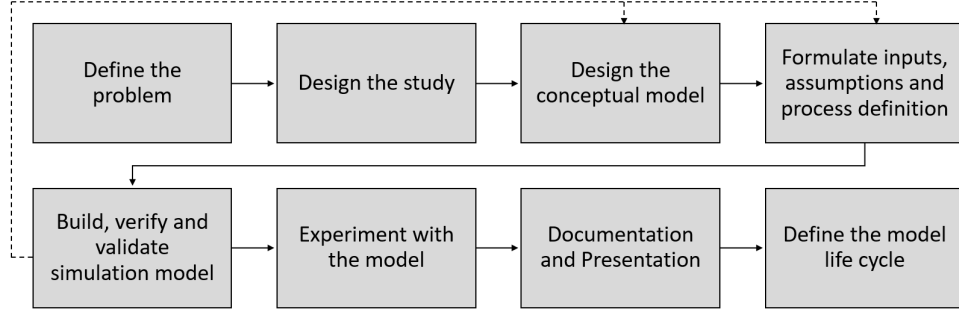 Define the
problem
Design the study
Design the
conceptual model
Formulate inputs,
assumptions and
process definition
Build, verify and
validate
simulation model
Experiment with
the model
Documentation
and Presentation
Define the model
life cycle